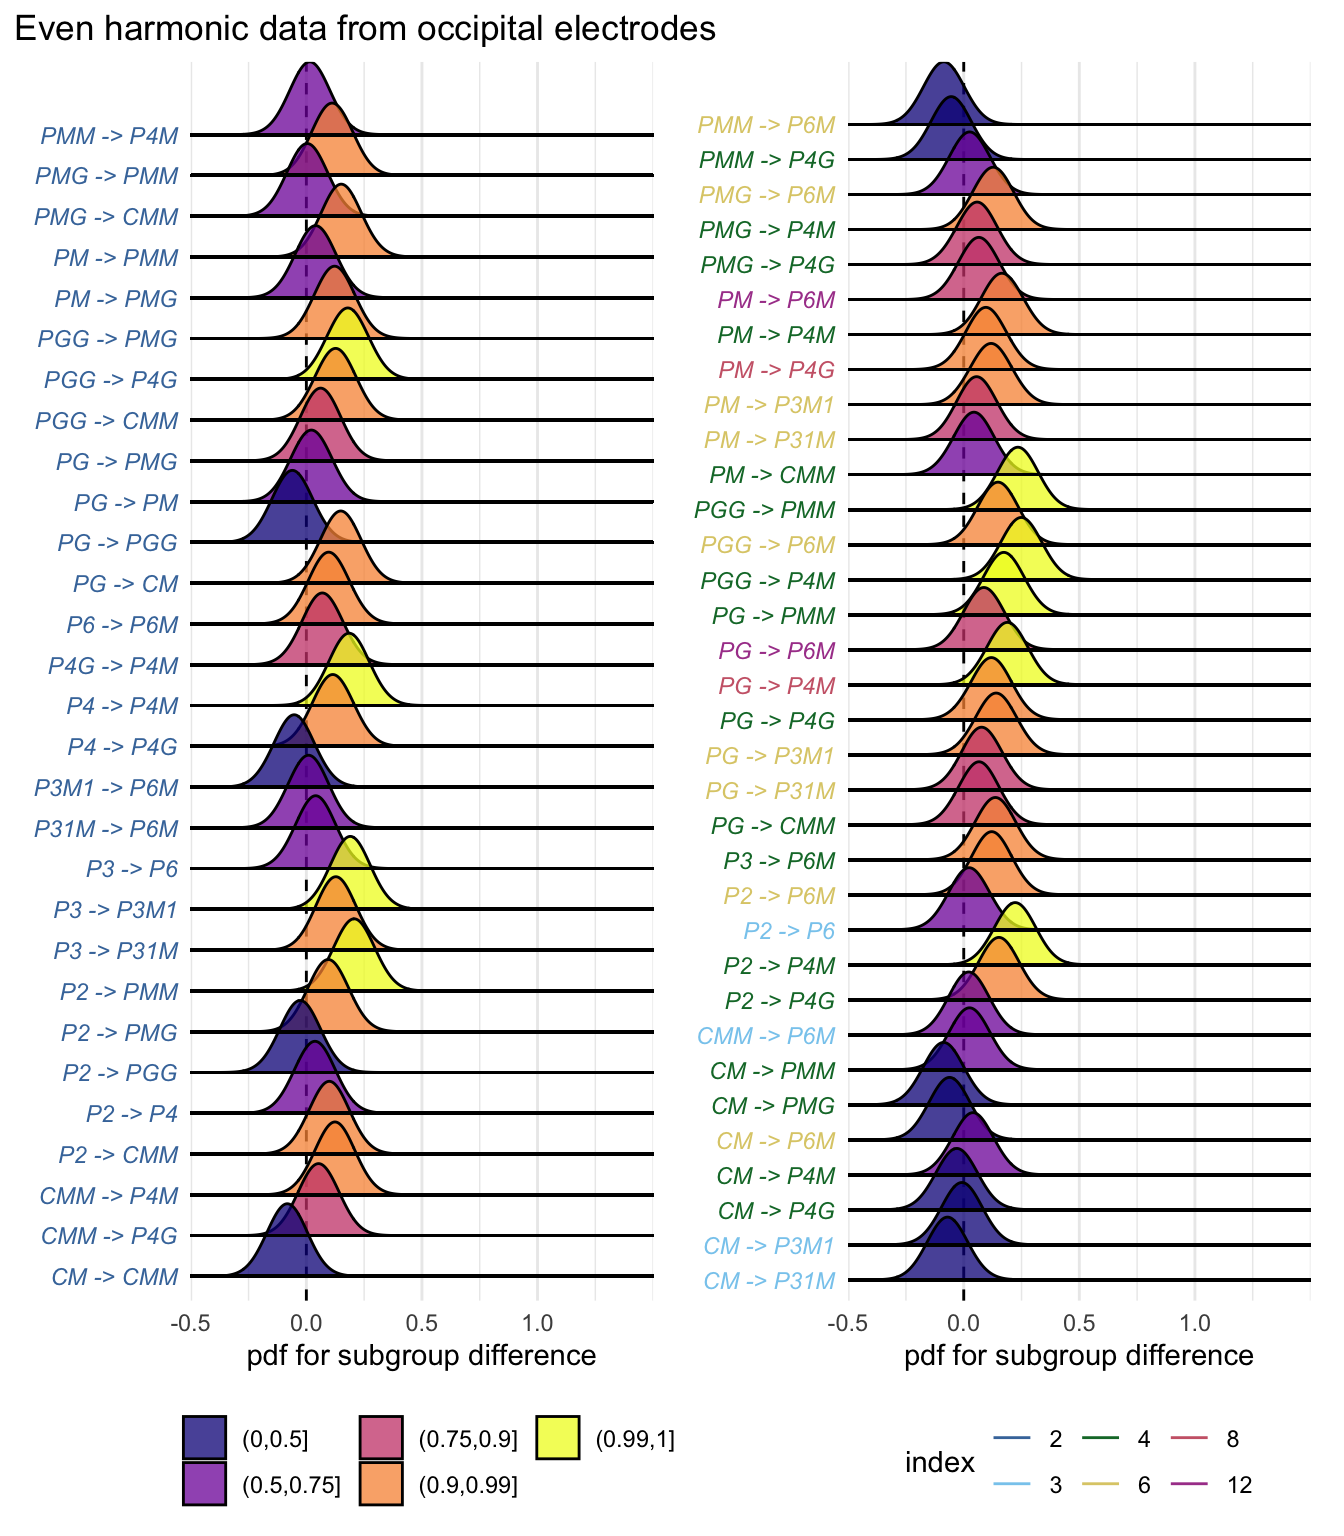 Even harmonic data from occipital electrodes
PMM -> P4M
PMG -> PMM
PMG -> CMM
PM -> PMM
PM -> PMG
PGG -> PMG
PGG -> P4G
PGG -> CMM
PG -> PMG
PG -> PM
PG -> PGG
PG -> CM
P6 -> P6M
P4G -> P4M
P4 -> P4M
P4 -> P4G
P3M1 -> P6M
P31M -> P6M
P3 -> P6
P3 -> P3M1
P3 -> P31M
P2 -> PMM
P2 -> PMG
P2 -> PGG
P2 -> P4
P2 -> CMM
CMM -> P4M
CMM -> P4G
CM -> CMM
-0.5 0.0 0.5 1.0
pdf for subgroup difference
PMM -> P6M
PMM -> P4G
PMG -> P6M
PMG -> P4M
PMG -> P4G
PM -> P6M
PM -> P4M
PM -> P4G
PM -> P3M1
PM -> P31M
PM -> CMM
PGG -> PMM
PGG -> P6M
PGG -> P4M
PG -> PMM
PG -> P6M
PG -> P4M
PG -> P4G
PG -> P3M1
PG -> P31M
PG -> CMM
P3 -> P6M
P2 -> P6M
P2 -> P6
P2 -> P4M
P2 -> P4G
CMM -> P6M
CM -> PMM
CM -> PMG
CM -> P6M
CM -> P4M
CM -> P4G
CM -> P3M1
CM -> P31M
-0.5 0.0 0.5 1.0
pdf for subgroup difference
(0,0.5] (0.75,0.9] (0.99,1]
(0.5,0.75] (0.9,0.99]
index
2 4 8
3 6 12